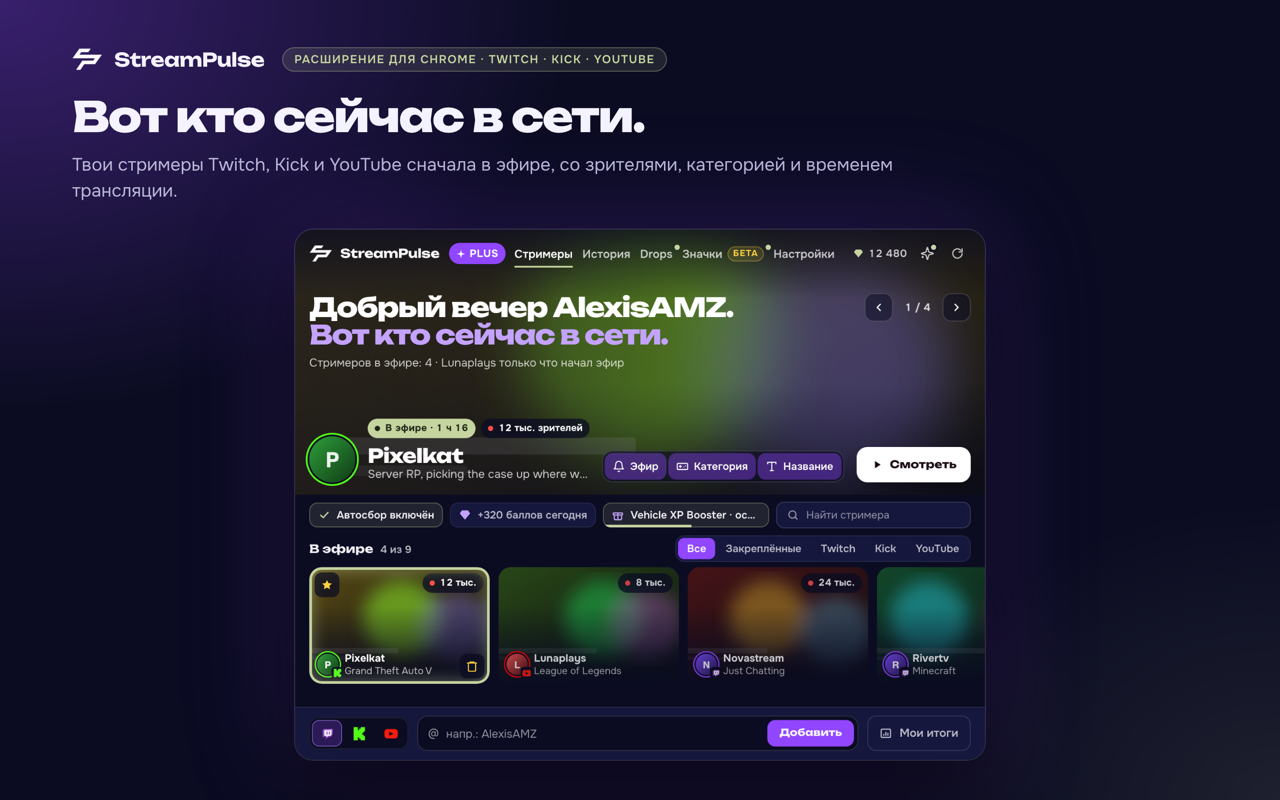 StreamPulse
РАСШИРЕНИЕ ДЛЯ CHROME · TWITCH · KICK · YOUTUBE
Вот кто сейчас в сети.
Твои стримеры Twitch, Kick и YouTube сначала в эфире, со зрителями, категорией и временем
трансляции.
StreamPulse
PLUS
Стримеры
История
Drops
Значки
БЕТА
Настройки
12 480
Добрый вечер AlexisAMZ.
1 / 4
Вот кто сейчас в сети.
Стримеров в эфире: 4 · Lunaplays только что начал эфир
В эфире · 1 ч 16
12 тыс. зрителей
P
Pixelkat
Server RP, picking the case up where w...
Эфир
Категория
Название
Смотреть
Автосбор включён
+320 баллов сегодня
Vehicle XP Booster · ос...
Найти стримера
В эфире 4 из 9
Все
Закреплённые
Twitch
Kick
YouTube
12 тыс.
8 тыс.
24 тыс.
P
Pixelkat
Grand Theft Auto V
L
Lunaplays
League of Legends
N
Novastream
Just Chatting
R
Rivertv
Minecraft
@ напр.: AlexisAMZ
Добавить
Мои итоги